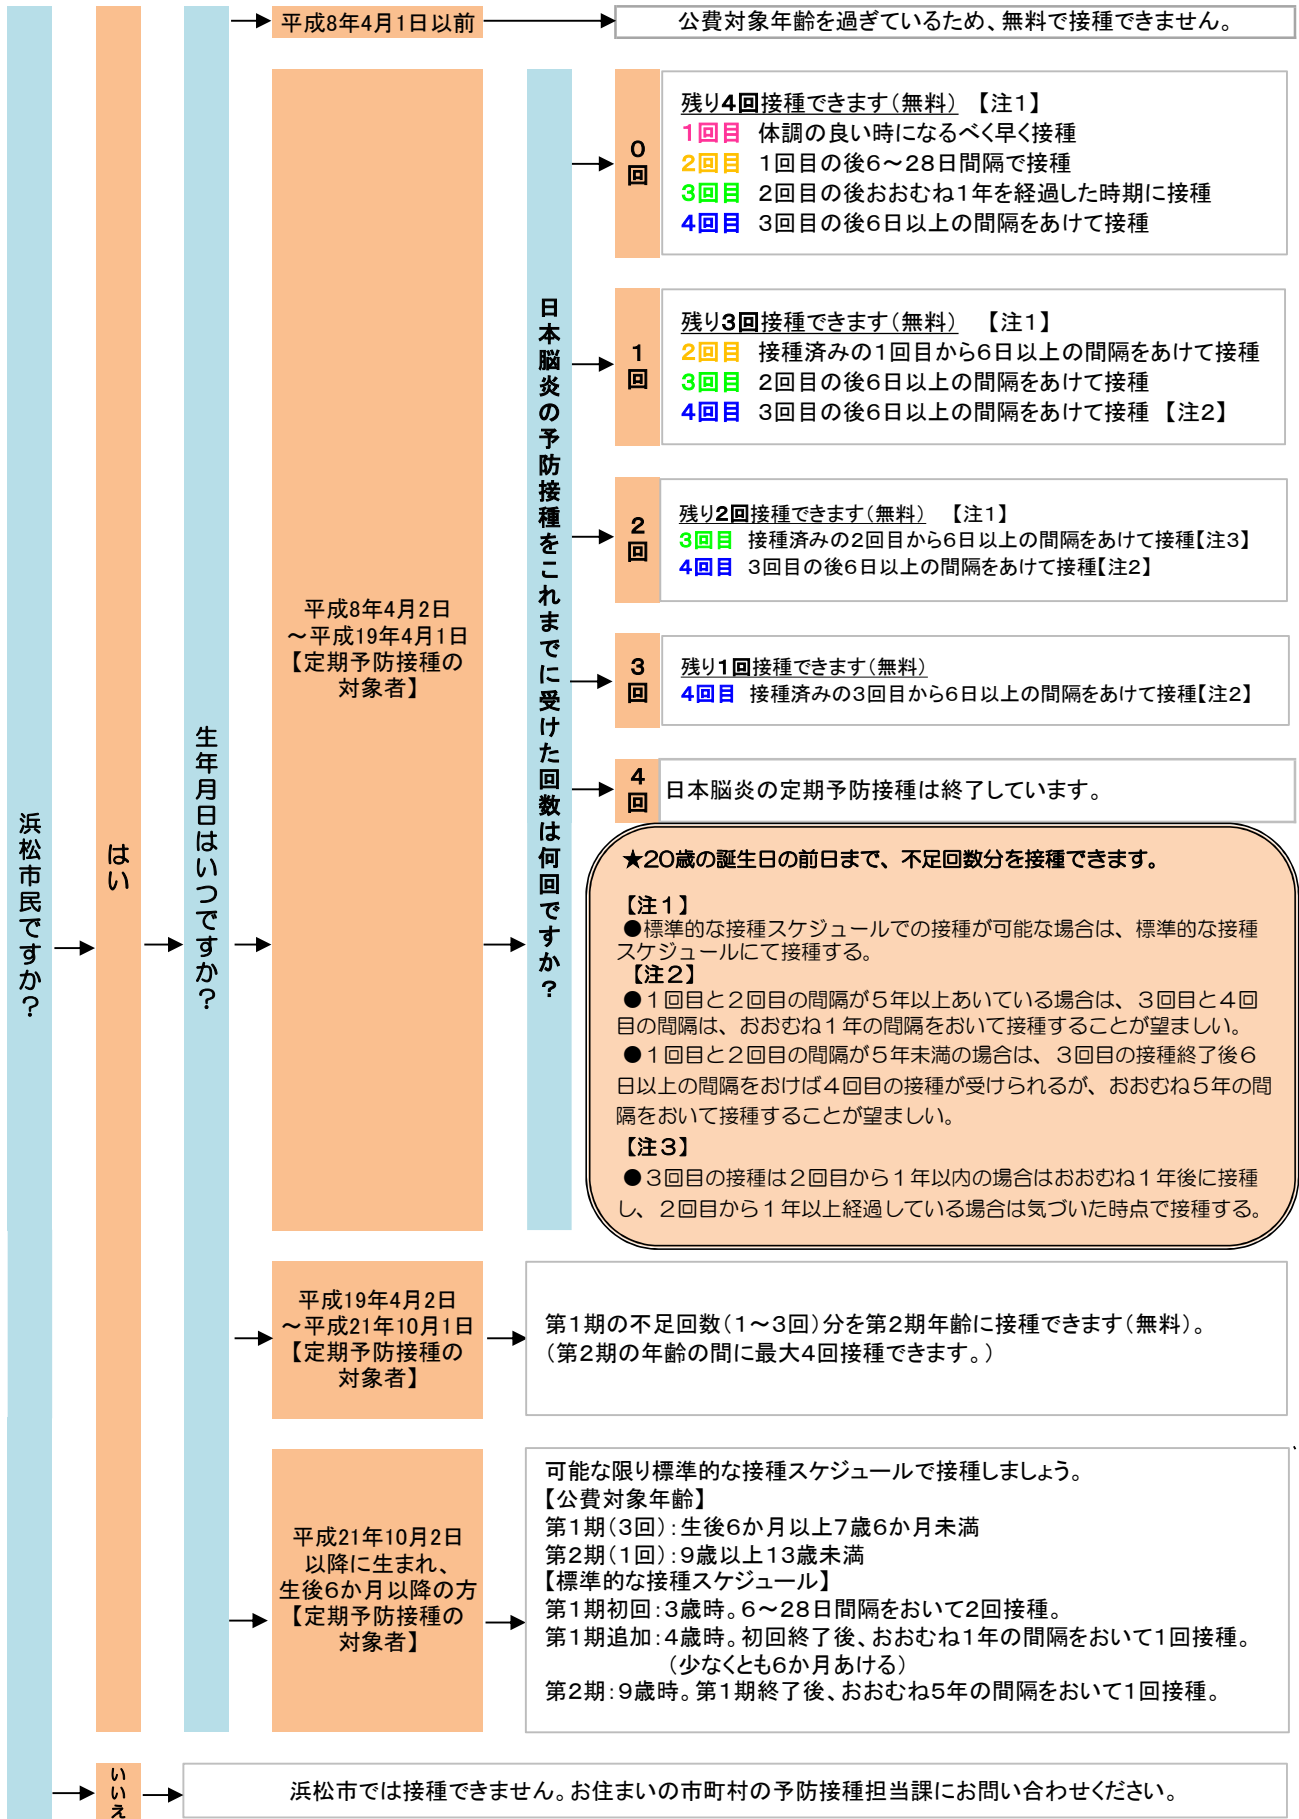 浜松市民ですか？
はい
生年月日はいつですか？
平成8年4月1日以前
公費対象年齢を過ぎているため、無料で接種できません。
平成8年4月2日
～平成19年4月1日
【定期予防接種の
対象者】
日本脳炎の予防接種をこれまでに受けた回数は何回ですか？
0回
残り4回接種できます（無料） 【注1】
1回目 体調の良い時になるべく早く接種
2回目 1回目の後6～28日間隔で接種
3回目 2回目の後おおむね1年を経過した時期に接種
4回目 3回目の後6日以上の間隔をあけて接種
1回
残り3回接種できます（無料） 【注1】
2回目 接種済みの1回目から6日以上の間隔をあけて接種
3回目 2回目の後6日以上の間隔をあけて接種
4回目 3回目の後6日以上の間隔をあけて接種 【注2】
2回
残り2回接種できます（無料） 【注1】
3回目 接種済みの2回目から6日以上の間隔をあけて接種【注3】
4回目 3回目の後6日以上の間隔をあけて接種【注2】
3回
残り1回接種できます（無料）
4回目 接種済みの3回目から6日以上の間隔をあけて接種【注2】
4回
日本脳炎の定期予防接種は終了しています。
★20歳の誕生日の前日まで、不足回数分を接種できます。
【注１】
●標準的な接種スケジュールでの接種が可能な場合は、標準的な接種
スケジュールにて接種する。
【注２】
●１回目と２回目の間隔が５年以上あいている場合は、３回目と４回
目の間隔は、おおむね１年の間隔をおいて接種することが望ましい。
●１回目と２回目の間隔が５年未満の場合は、３回目の接種終了後６
日以上の間隔をおけば４回目の接種が受けられるが、おおむね５年の間
隔をおいて接種することが望ましい。
【注３】
●３回目の接種は２回目から１年以内の場合はおおむね１年後に接種
し、２回目から１年以上経過している場合は気づいた時点で接種する。
平成19年4月2日
～平成21年10月1日
【定期予防接種の
対象者】
第1期の不足回数（1～3回）分を第2期年齢に接種できます（無料）。
（第2期の年齢の間に最大4回接種できます。）
平成21年10月2日
以降に生まれ、
生後6か月以降の方
【定期予防接種の
対象者】
可能な限り標準的な接種スケジュールで接種しましょう。
【公費対象年齢】
第1期（3回）：生後6か月以上7歳6か月未満
第2期（1回）：9歳以上13歳未満
【標準的な接種スケジュール】
第1期初回：3歳時。6～28日間隔をおいて2回接種。
第1期追加：4歳時。初回終了後、おおむね1年の間隔をおいて1回接種。
（少なくとも6か月あける）
第2期：9歳時。第1期終了後、おおむね5年の間隔をおいて1回接種。
いいえ
浜松市では接種できません。お住まいの市町村の予防接種担当課にお問い合わせください。